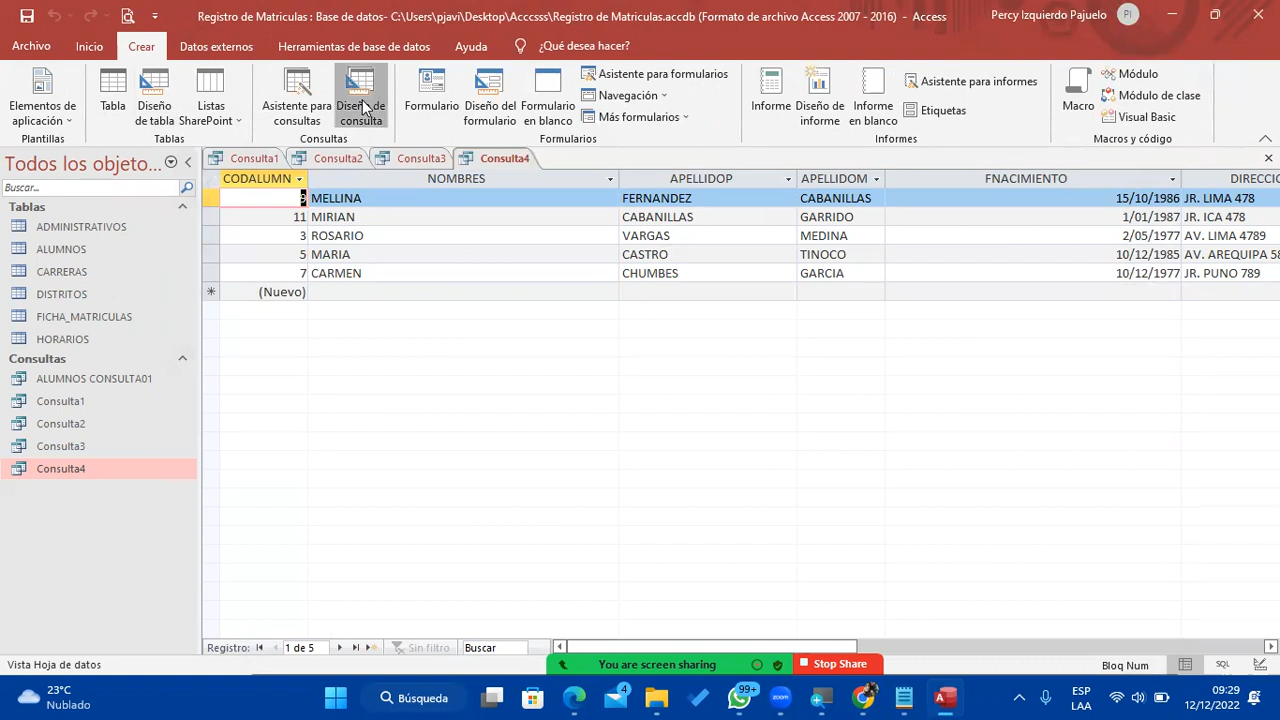 Registro de Matriculas : Base de datos- C:\Users\pjavi\Desktop\Acccsss\Registro de Matriculas.accdb (Formato de archivo Access 2007 - 2016) - Access
Percy Izquierdo Pajuelo
PI
Archivo Inicio Crear Datos externos Herramientas de base de datos Ayuda ¿Qué desea hacer?
Elementos de aplicación
Plantillas
Tabla
Diseño de tabla
Listas SharePoint
Tablas
Asistente para consultas
Diseño de consulta
Consultas
Formulario
Diseño del formulario
Formulario en blanco
Asistente para formularios
Navegación
Más formularios
Formularios
Informe
Diseño de informe
Informe en blanco
Asistente para informes
Etiquetas
Informes
Macro
Módulo
Módulo de clase
Visual Basic
Macros y código
Todos los objeto...
Buscar...
Tablas
ADMINISTRATIVOS
ALUMNOS
CARRERAS
DISTRITOS
FICHA_MATRICULAS
HORARIOS
Consultas
ALUMNOS CONSULTA01
Consulta1
Consulta2
Consulta3
Consulta4
Consulta1 Consulta2 Consulta3 Consulta4
CODALUMN NOMBRES APELLIDOP APELLIDOM FNACIMIENTO DIRECCIO
9 MELLINA FERNANDEZ CABANILLAS 15/10/1986 JR. LIMA 478
11 MIRIAN CABANILLAS GARRIDO 1/01/1987 JR. ICA 478
3 ROSARIO VARGAS MEDINA 2/05/1977 AV. LIMA 4789
5 MARIA CASTRO TINOCO 10/12/1985 AV. AREQUIPA 58
7 CARMEN CHUMBES GARCIA 10/12/1977 JR. PUNO 789
(Nuevo)
Registro: 1 de 5 Sin filtro Buscar
Vista Hoja de datos
You are screen sharing
Stop Share
Bloq Num
SQL
23°C
Nublado
Búsqueda
4
99+
ESP
LAA
09:29
12/12/2022